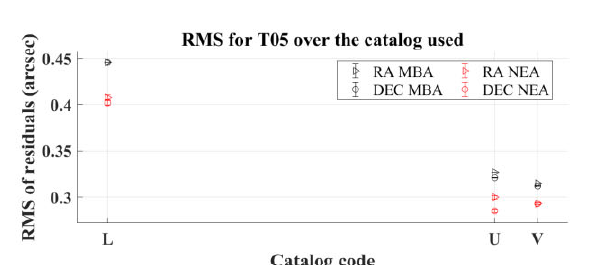 RMS for T05 over the catalog used
RMS of residuals (arcsec)
0.45
0.4
0.35
0.3
RA MBA RA NEA
DEC MBA DEC NEA
L U V
Catalog code